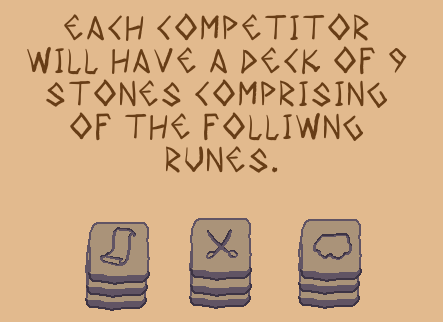 EACH COMPETITOR
WILL HAVE A DECK OF 9
STONES COMPRISING
OF THE FOLLIWNG
RUNES.